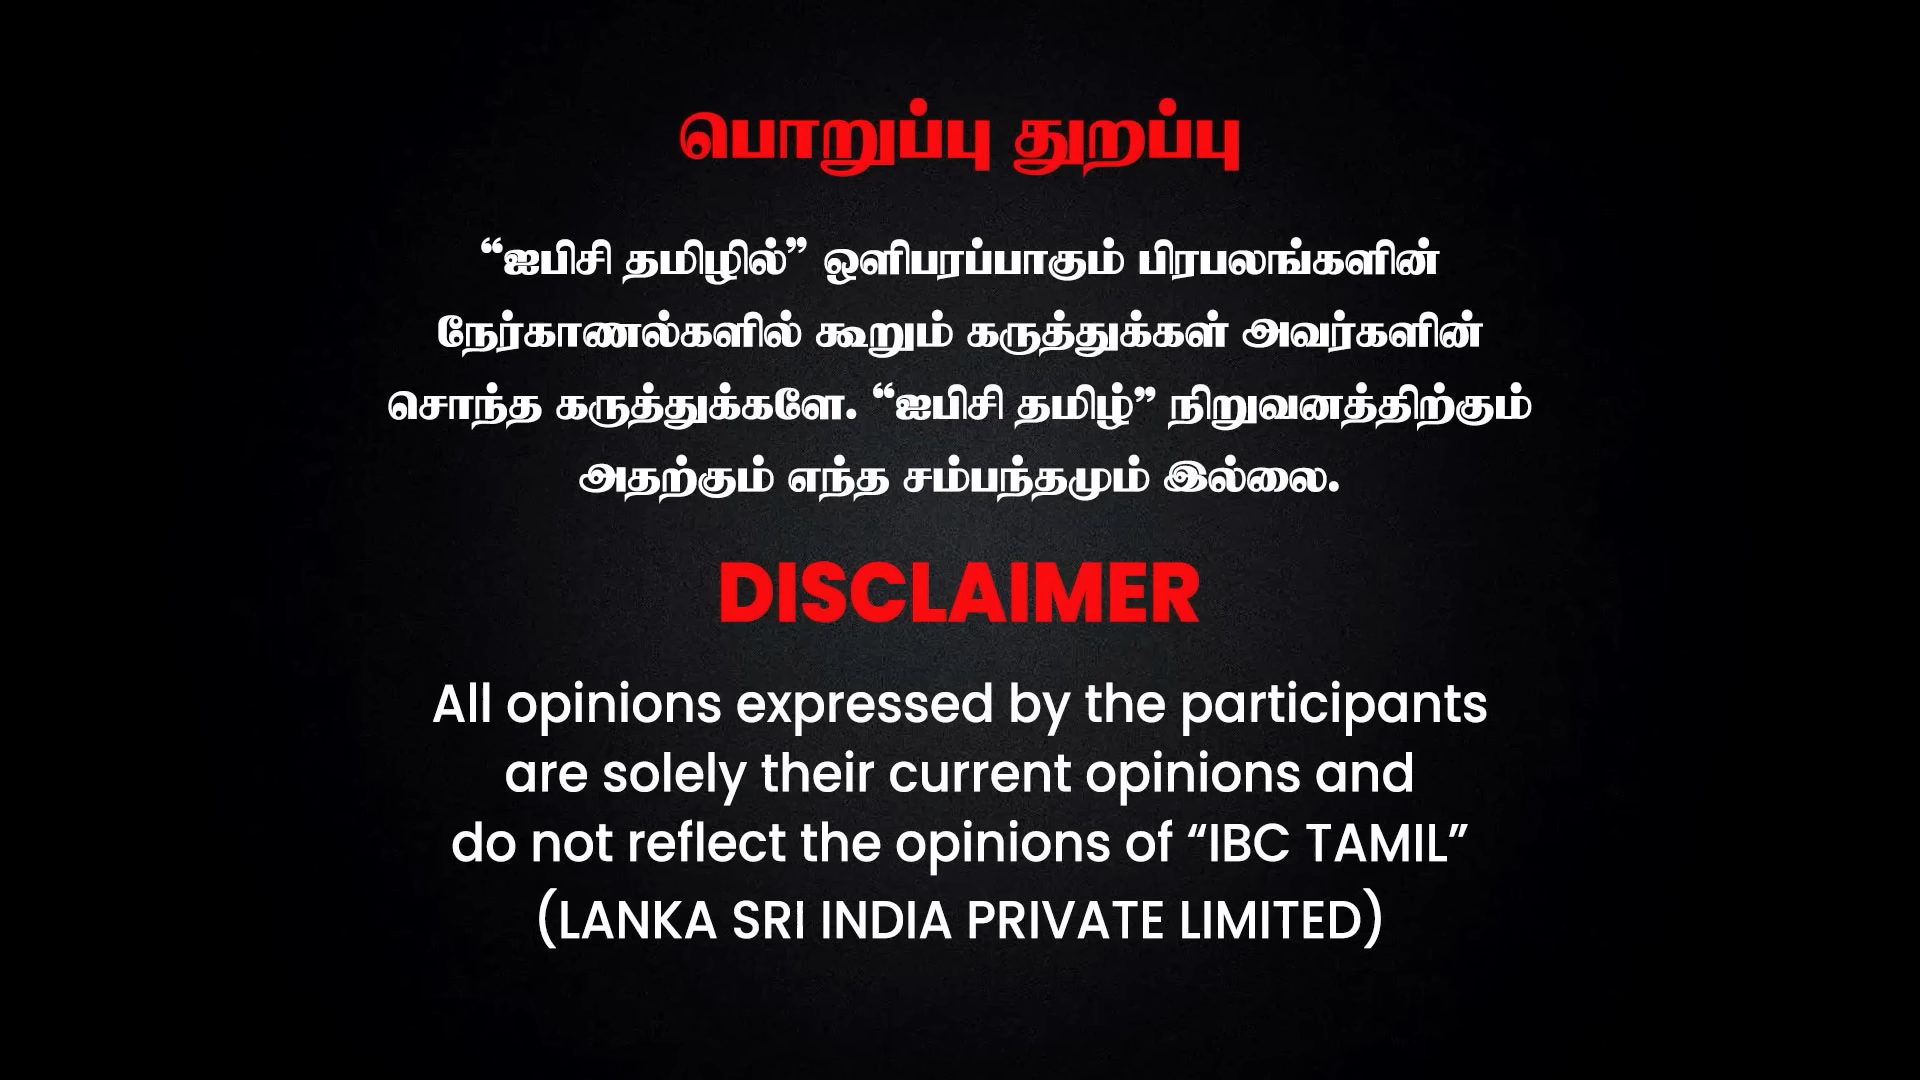 பொறுப்பு துறப்பு
“ஐபிசி தமிழில்” ஒளிபரப்பாகும் பிரபலங்களின்
நேர்காணல்களில் கூறும் கருத்துக்கள் அவர்களின்
சொந்த கருத்துக்களே. “ஐபிசி தமிழ்” நிறுவனத்திற்கும்
அதற்கும் எந்த சம்பந்தமும் இல்லை.
DISCLAIMER
All opinions expressed by the participants
are solely their current opinions and
do not reflect the opinions of “IBC TAMIL”
(LANKA SRI INDIA PRIVATE LIMITED)